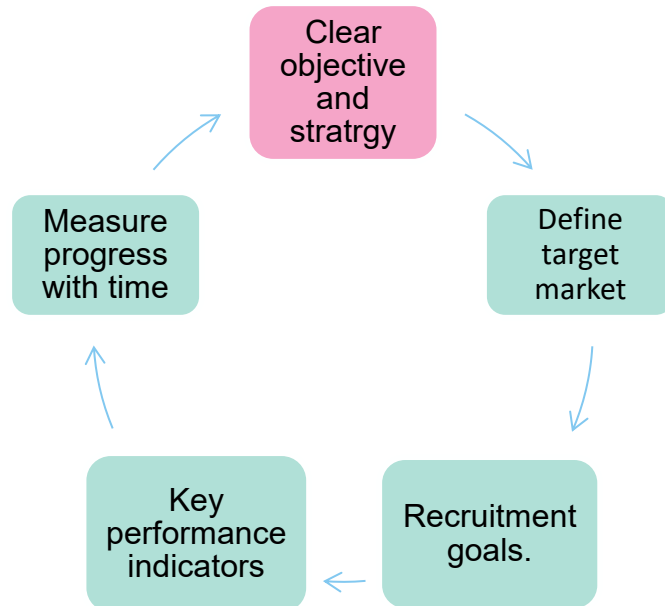 Clear
objective
and
stratrgy
Define
target
market
Recruitment
goals.
Key
performance
indicators
Measure
progress
with time